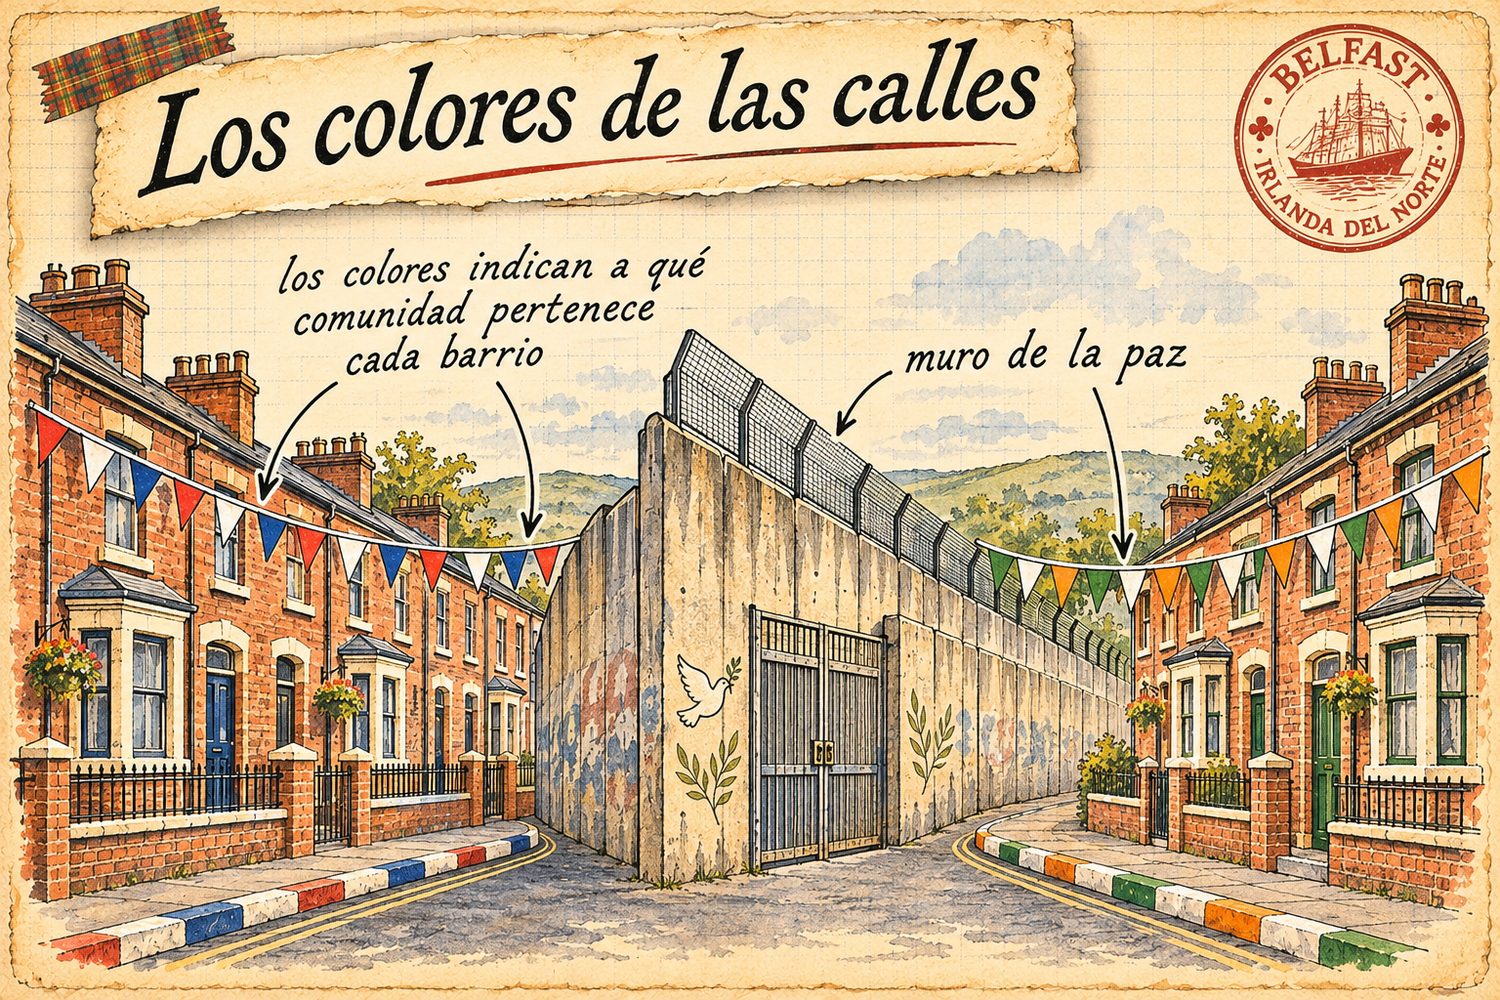 Los colores de las calles
BELFAST
IRLANDA DEL NORTE
los colores indican a qué
comunidad pertenece
cada barrio
muro de la paz